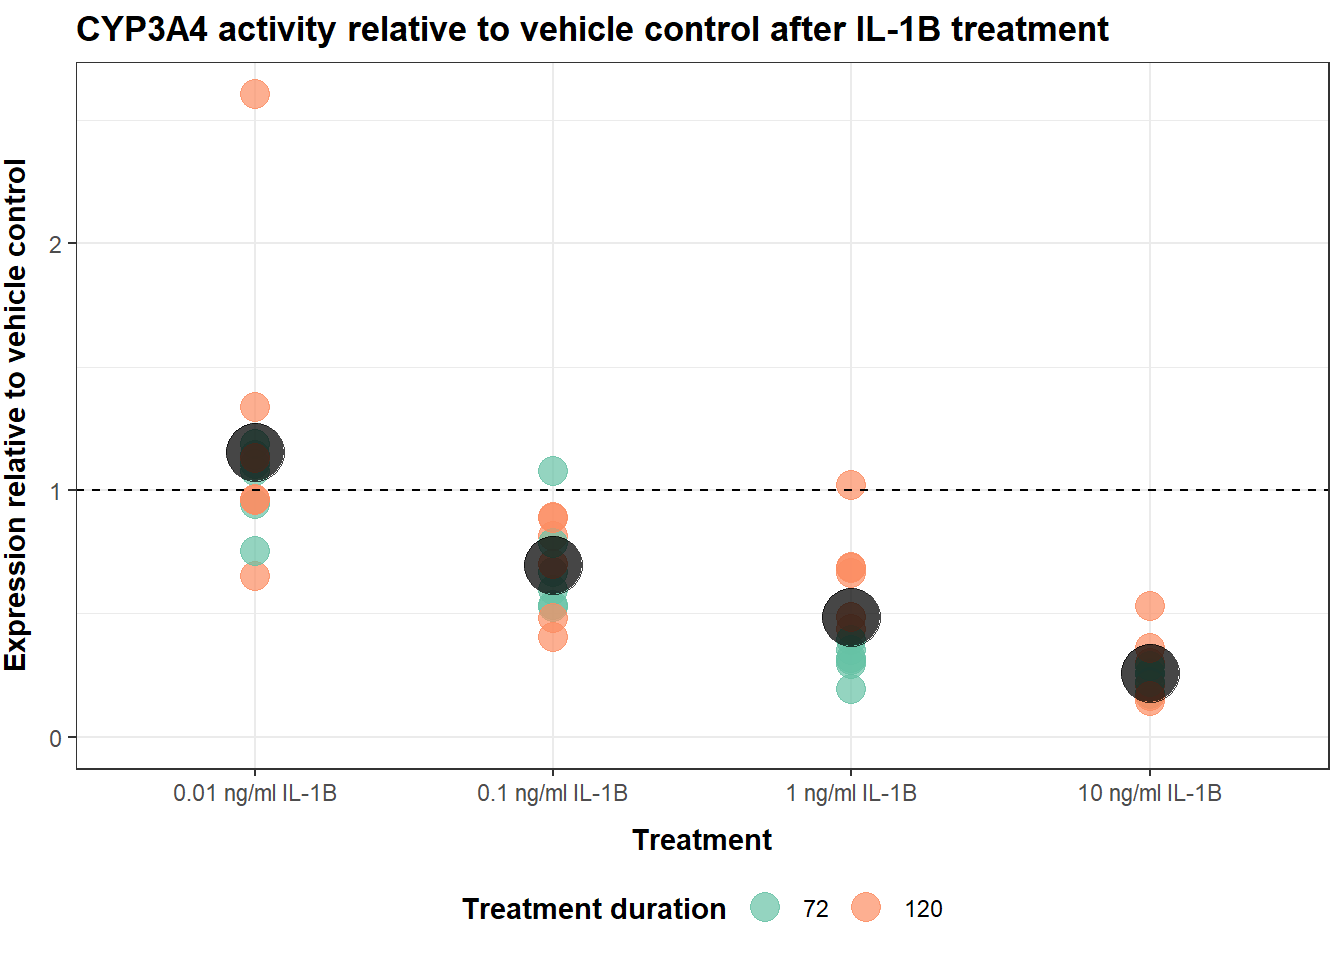 CYP3A4 activity relative to vehicle control after IL-1B treatment
Expression relative to vehicle control
2
1
0
0.01 ng/ml IL-1B
0.1 ng/ml IL-1B
1 ng/ml IL-1B
10 ng/ml IL-1B
Treatment
Treatment duration
72
120